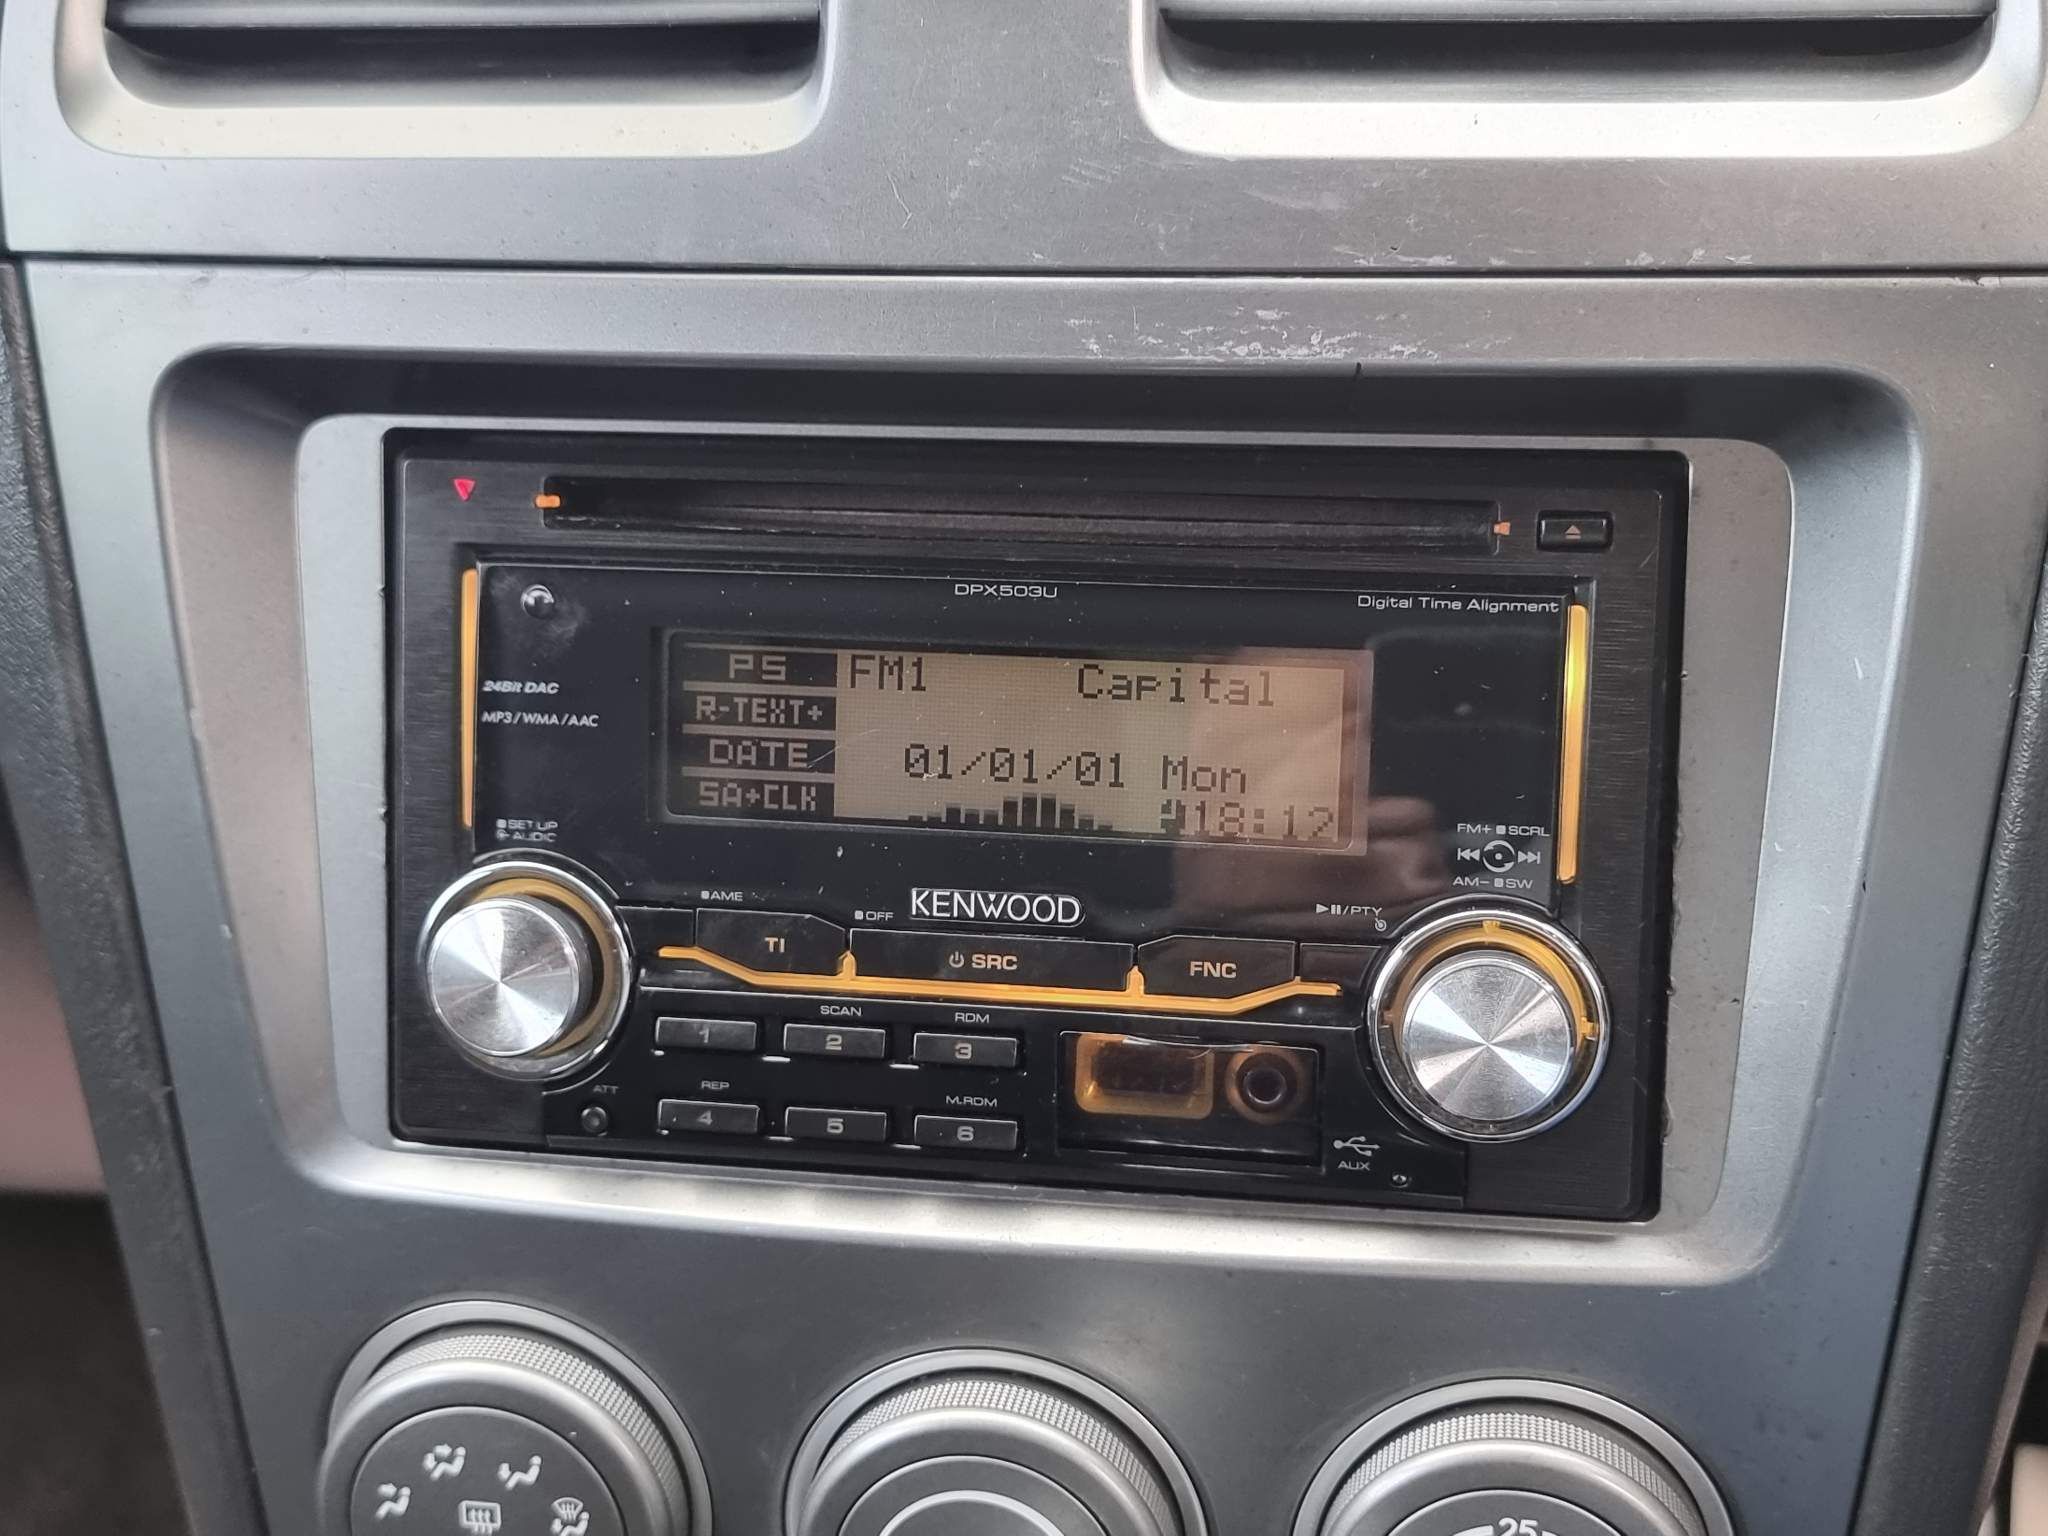 DPX503U
Digital Time Alignment
24Bit DAC
MP3/WMA/AAC
PS FM1 Capital
R-TEXT+
DATE 01/01/01 Mon
SA+CLK 18:12
SET UP
AUDIO
FM+ SCRL
AM- SW
AME
OFF
KENWOOD
▶II/PTY
TI
SRC
FNC
SCAN
RDM
1 2 3
ATT
REP
M.RDM
4 5 6
AUX
25